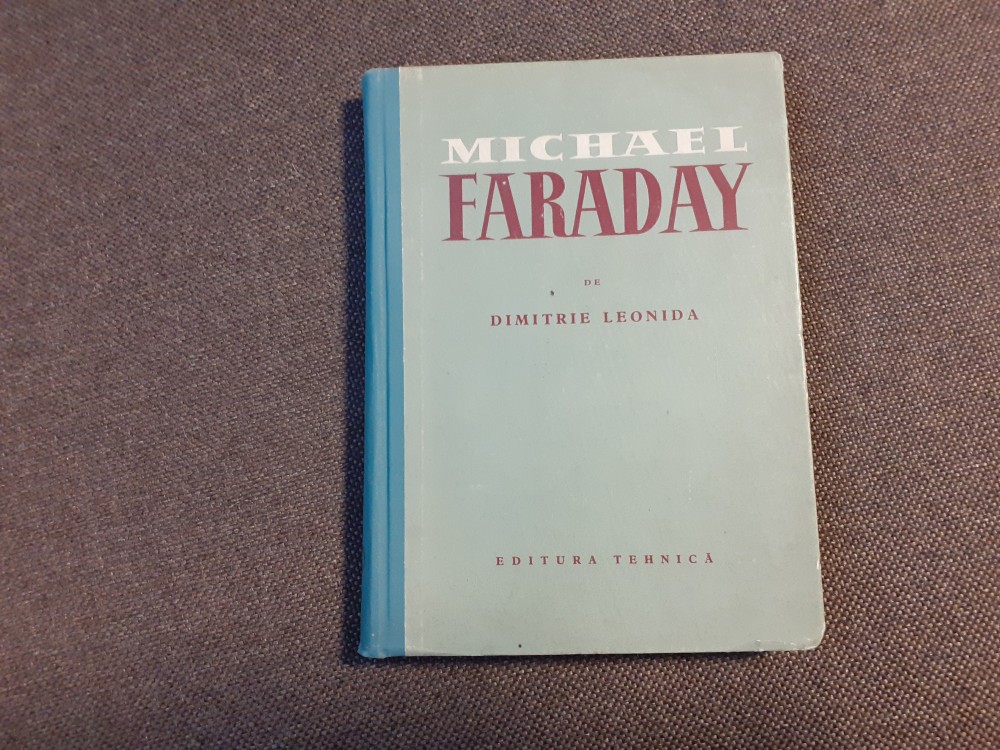 MICHAEL
FARADAY
DE
DIMITRIE LEONIDA
EDITURA TEHNICĂ